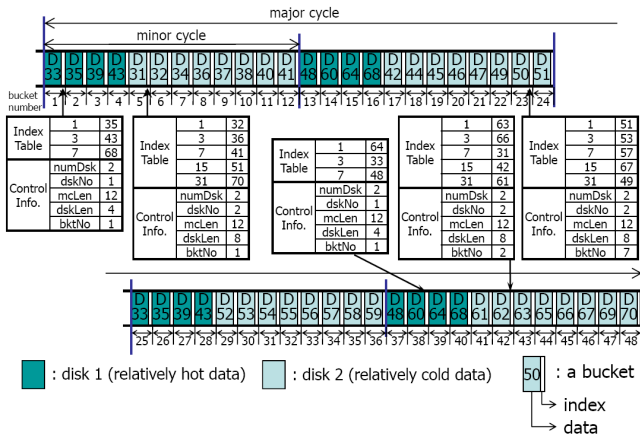 major cycle
minor cycle
D D D D D D D D D D D D D D D D D D D D D D D D
33 35 39 43 31 32 34 36 37 38 40 41 48 60 64 68 42 44 45 46 47 49 50 51
bucket number 1 2 3 4 5 6 7 8 9 10 11 12 13 14 15 16 17 18 19 20 21 22 23 24
Index Table
1 35
3 43
7 68
Control Info.
numDsk 2
dskNo 1
mcLen 12
dskLen 4
bktNo 1
Index Table
1 32
3 36
7 41
15 51
31 70
Control Info.
numDsk 2
dskNo 2
mcLen 12
dskLen 8
bktNo 1
Index Table
1 64
3 33
7 48
Control Info.
numDsk 2
dskNo 1
mcLen 12
dskLen 4
bktNo 1
Index Table
1 63
3 66
7 31
15 42
31 61
Control Info.
numDsk 2
dskNo 2
mcLen 12
dskLen 8
bktNo 2
Index Table
1 51
3 53
7 57
15 67
31 49
Control Info.
numDsk 2
dskNo 2
mcLen 12
dskLen 8
bktNo 7
D D D D D D D D D D D D D D D D D D D D D D D D
33 35 39 43 52 53 54 55 56 57 58 59 48 60 64 68 61 62 63 65 66 67 69 70
25 26 27 28 29 30 31 32 33 34 35 36 37 38 39 40 41 42 43 44 45 46 47 48
: disk 1 (relatively hot data)
: disk 2 (relatively cold data)
50 : a bucket
index
data